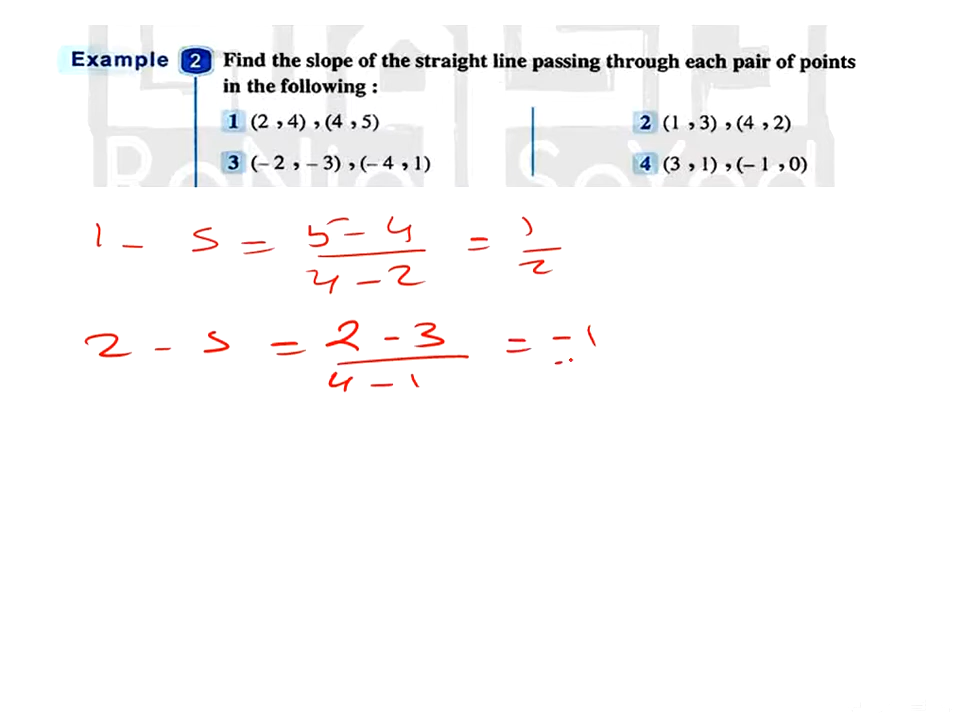 Example 2 Find the slope of the straight line passing through each pair of points
in the following :
1 (2 , 4) , (4 , 5)
2 (1 , 3) , (4 , 2)
3 (– 2 , – 3) , (– 4 , 1)
4 (3 , 1) , (– 1 , 0)
1 - S = 5 - 4 / 4 - 2 = 1 / 2
2 - S = 2 - 3 / 4 - 1 = -1